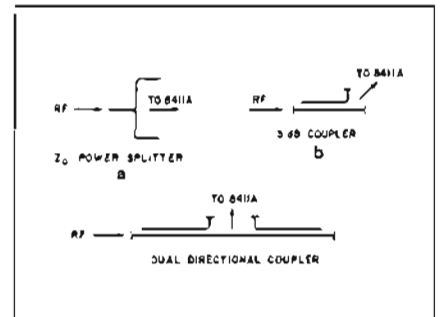 RF
TO 8411A
Z₀ POWER SPLITTER
a
TO 8411A
RF
3 dB COUPLER
b
TO 8411A
RF
DUAL DIRECTIONAL COUPLER